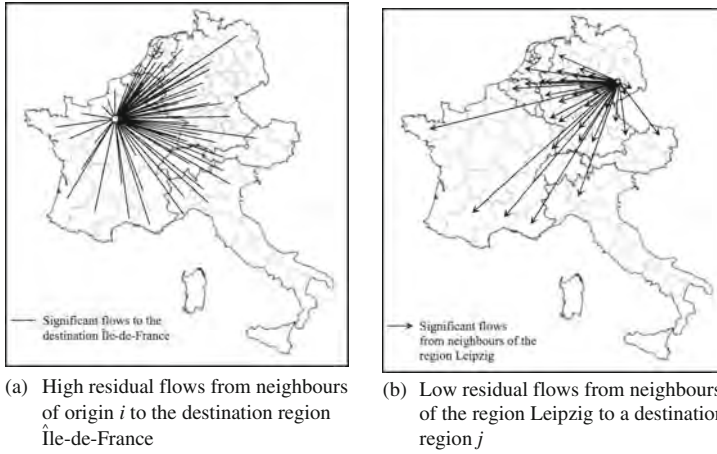 Significant flows to the
destination Île-de-France
Significant flows
from neighbours of the
region Leipzig
(a) High residual flows from neighbours
of origin i to the destination region
Île-de-France
(b) Low residual flows from neighbours
of the region Leipzig to a destination
region j